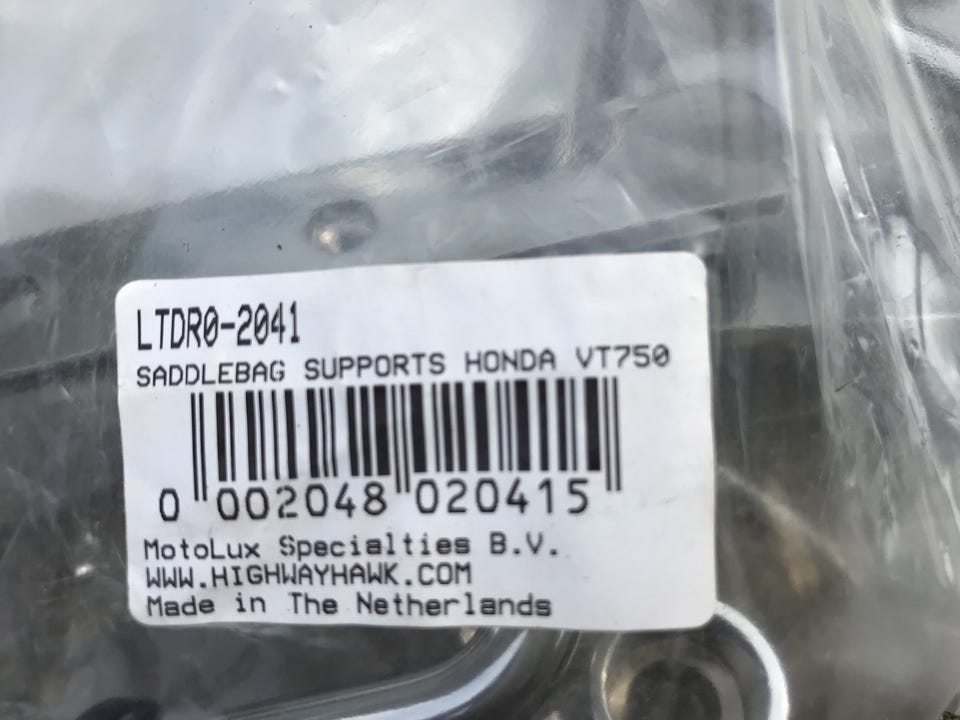 LTDR0-2041
SADDLEBAG SUPPORTS HONDA VT750
0 002048 020415
MotoLux Specialties B.V.
WWW.HIGHWAYHAWK.COM
Made in The Netherlands